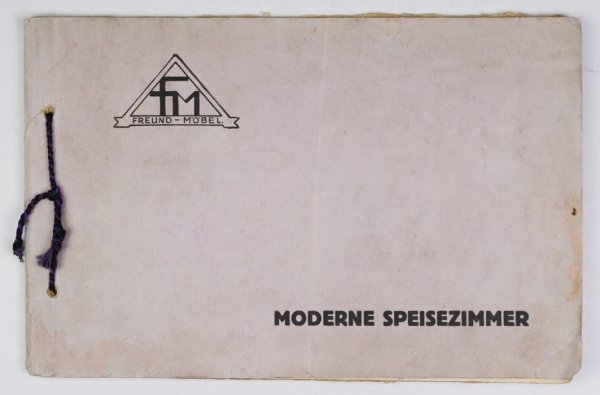 FM
FREUND - MÖBEL.
MODERNE SPEISEZIMMER